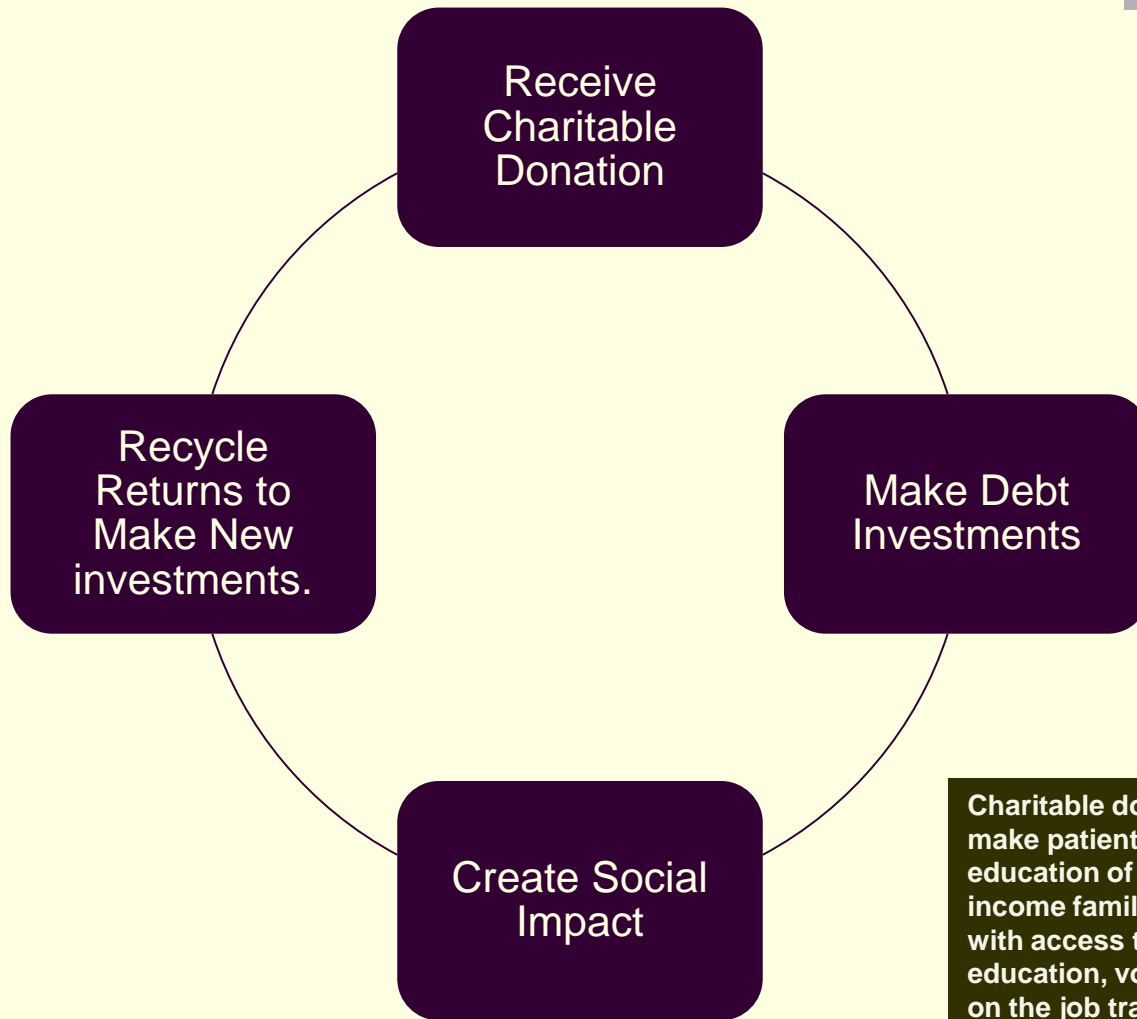 Receive
Charitable
Donation
Recycle
Returns to
Make New
investments.
Make Debt
Investments
Create Social
Impact
Charitable
make patient
education of
income
with access
education,
on the job